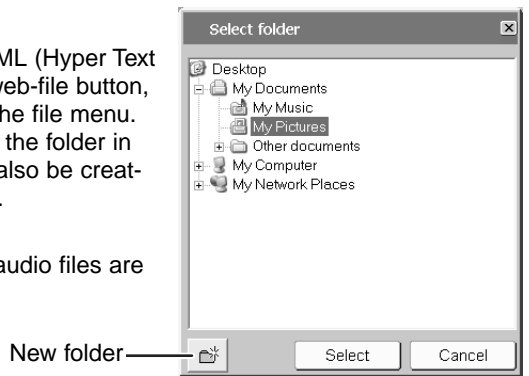 ML (Hyper Text
web-file button,
he file menu.
the folder in
also be creat-
.
audio files are
New folder
Select folder
Desktop
My Documents
My Music
My Pictures
Other documents
My Computer
My Network Places
Select
Cancel